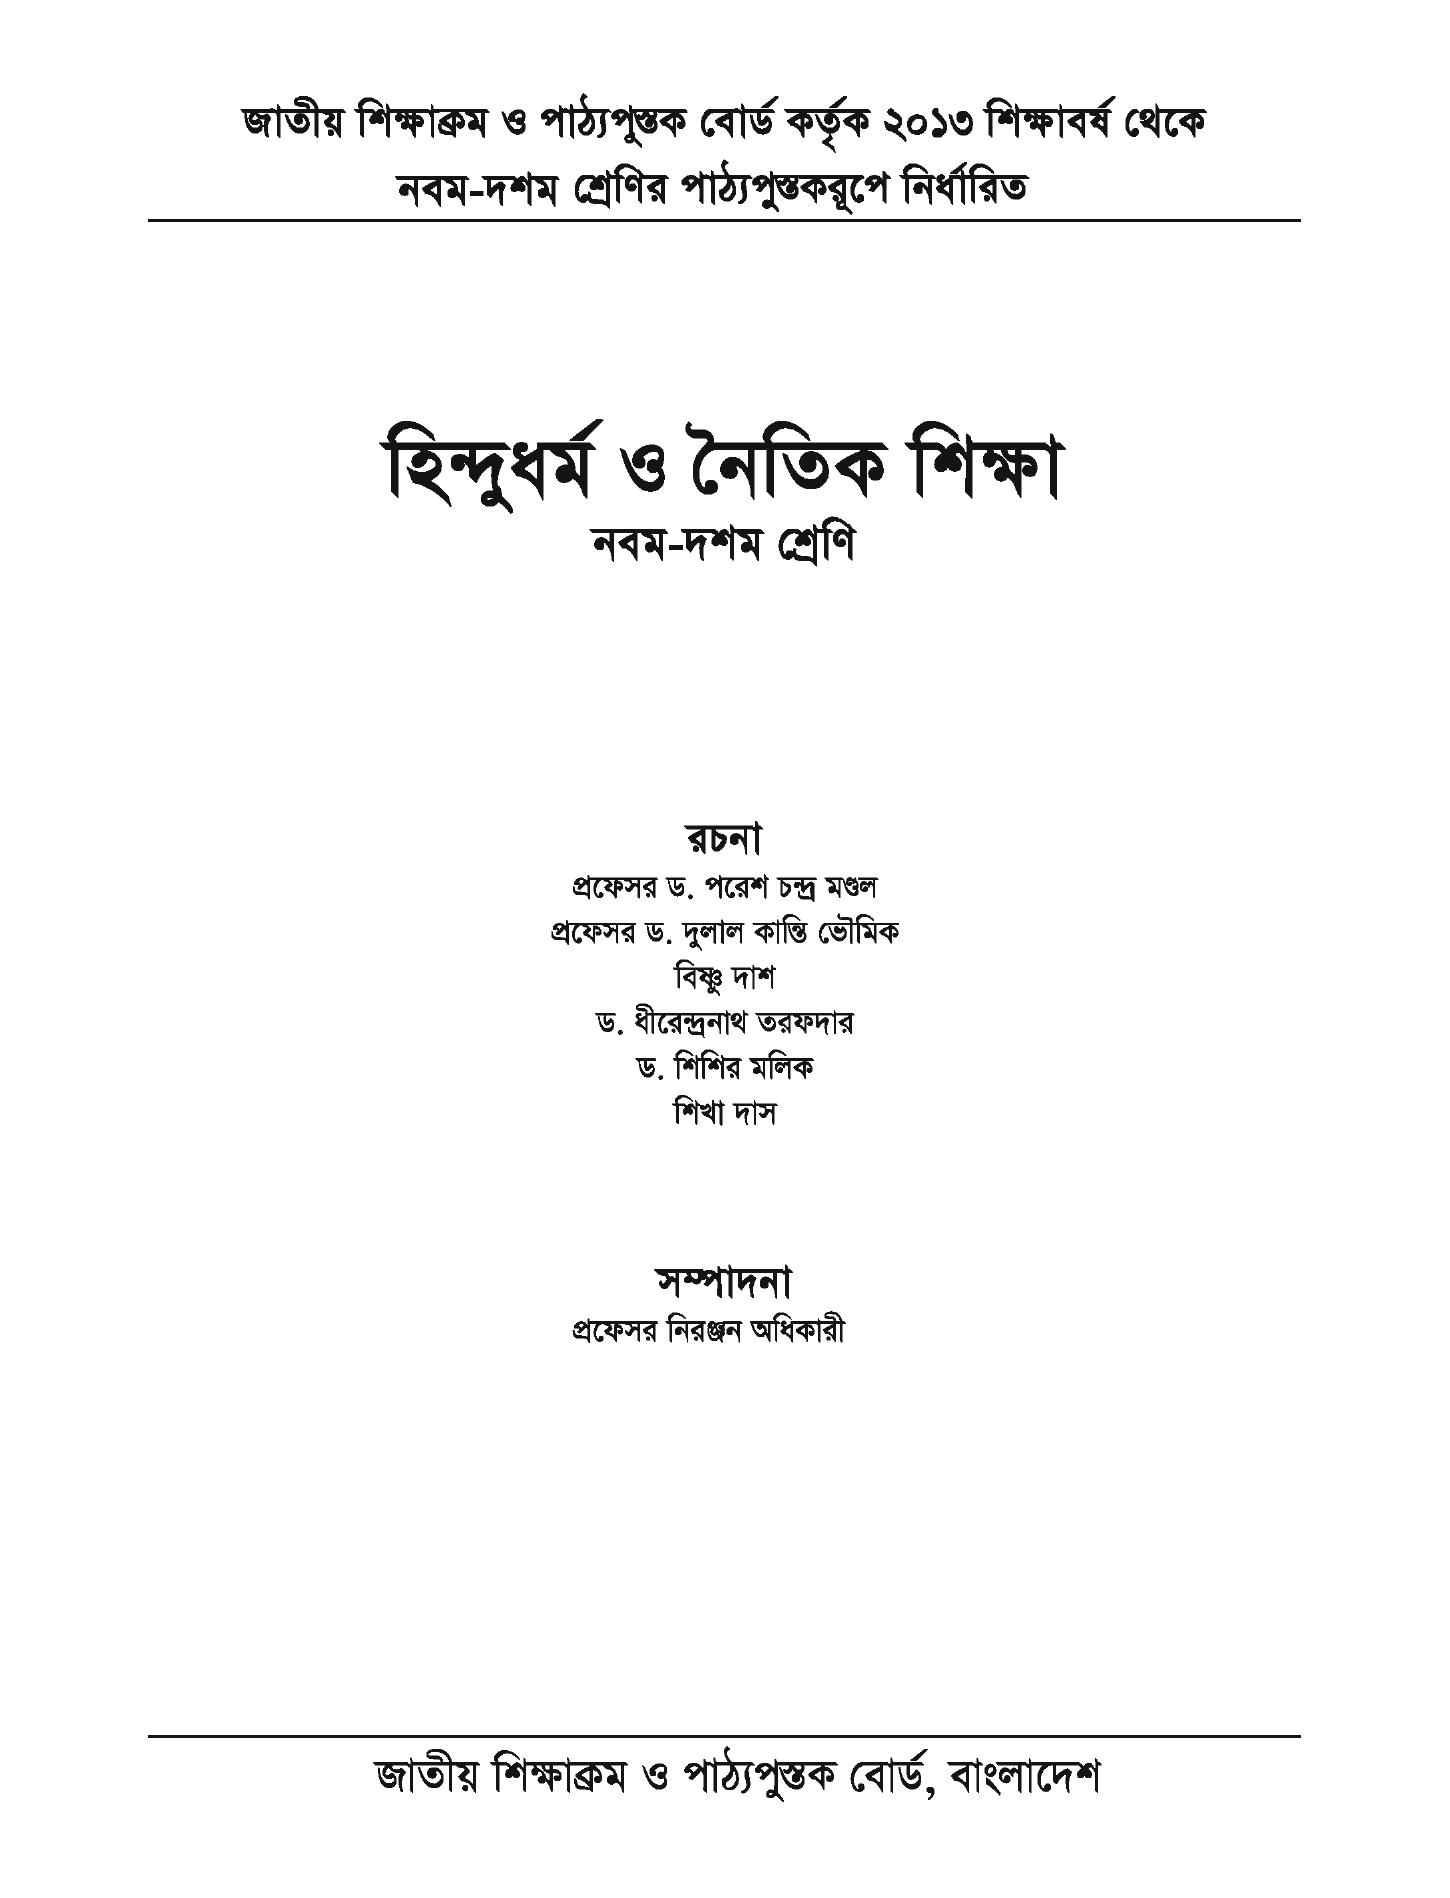 জাতীয় শিক্ষাক্রম ও পাঠ্যপুস্তক বোর্ড কর্তৃক ২০১৩ শিক্ষাবর্ষ থেকে
নবম-দশম শ্রেণির পাঠ্যপুস্তকরূপে নির্ধারিত
হিন্দুধর্ম ও নৈতিক শিক্ষা
নবম-দশম শ্রেণি
রচনা
প্রফেসর ড. পরেশ চন্দ্র মণ্ডল
প্রফেসর ড. দুলাল কান্তি ভৌমিক
বিষ্ণু দাশ
ড. ধীরেন্দ্রনাথ তরফদার
ড. শিশির মলিক
শিখা দাস
সম্পাদনা
প্রফেসর নিরঞ্জন অধিকারী
জাতীয় শিক্ষাক্রম ও পাঠ্যপুস্তক বোর্ড, বাংলাদেশ